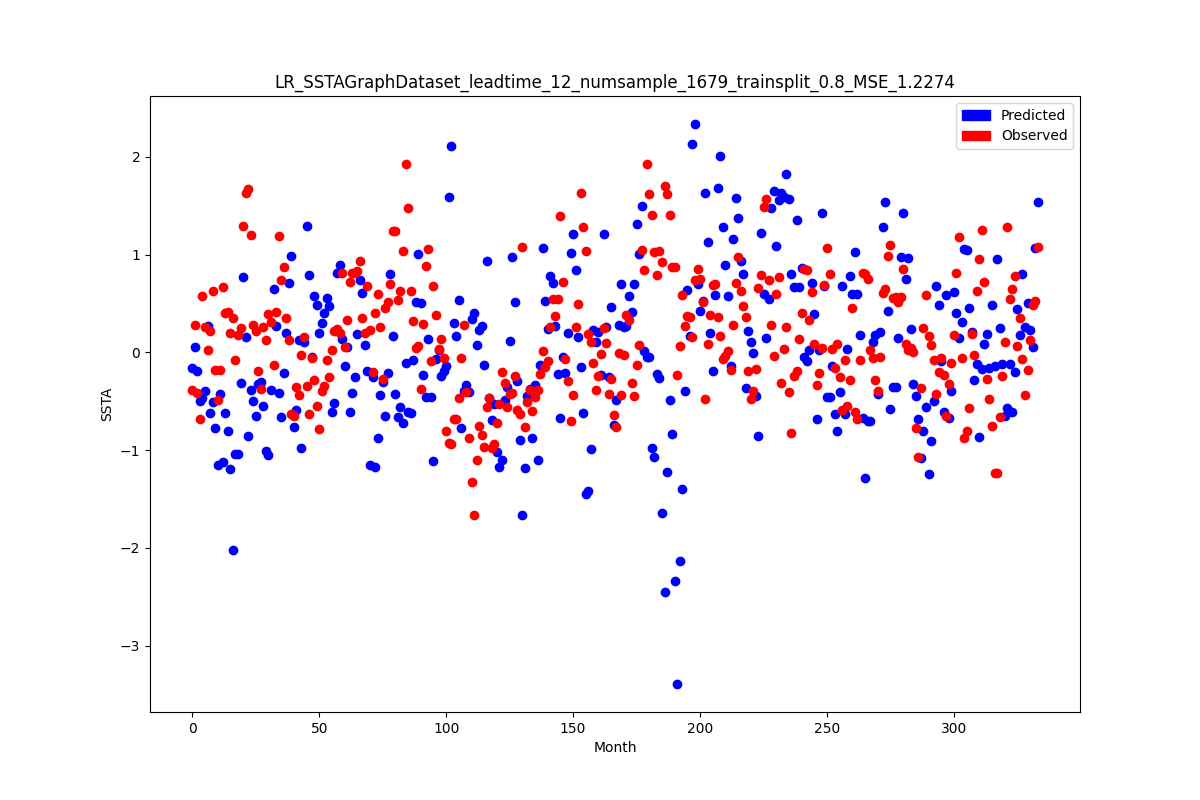 LR_SSTAGraphDataset_leadtime_12_numsample_1679_trainsplit_0.8_MSE_1.2274
Predicted
Observed
2
1
0
−1
−2
−3
SSTA
0 50 100 150 200 250 300
Month